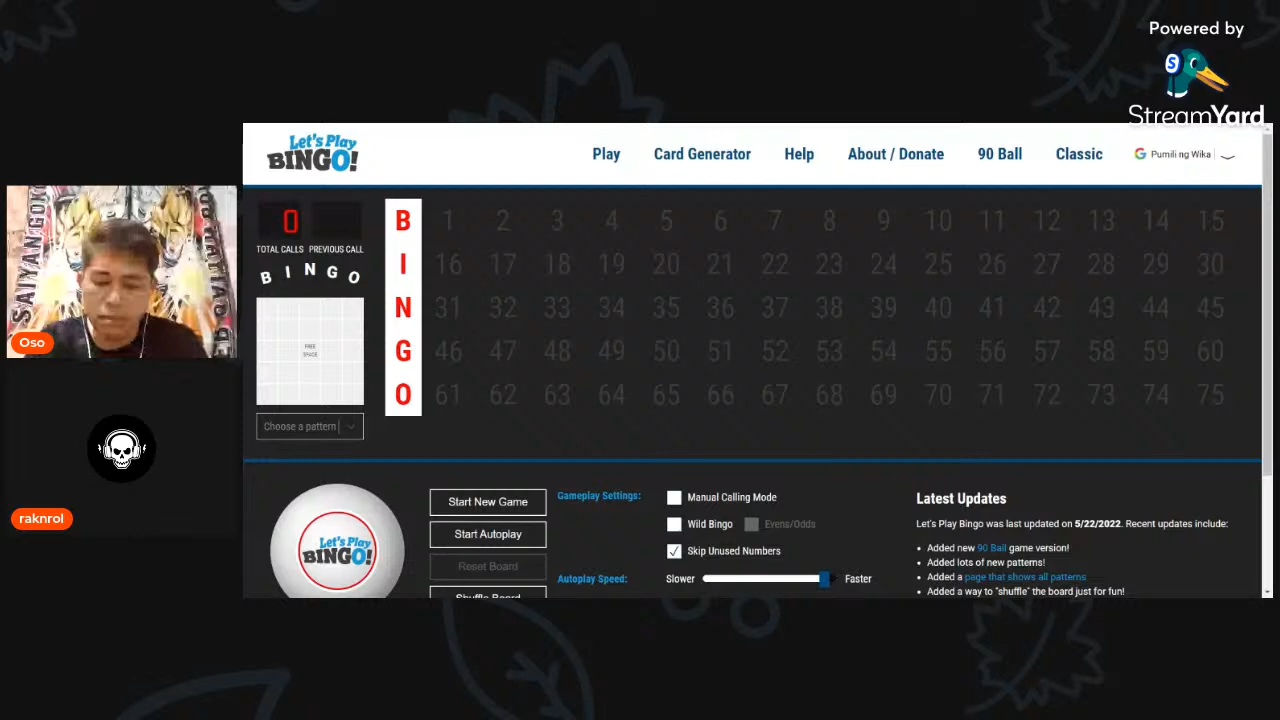 Powered by
StreamYard
Let's Play
BINGO!
Play
Card Generator
Help
About / Donate
90 Ball
Classic
Pumili ng Wika
0
TOTAL CALLS
PREVIOUS CALL
BINGO
FREE
SPACE
Choose a pattern
B 1 2 3 4 5 6 7 8 9 10 11 12 13 14 15
I 16 17 18 19 20 21 22 23 24 25 26 27 28 29 30
N 31 32 33 34 35 36 37 38 39 40 41 42 43 44 45
G 46 47 48 49 50 51 52 53 54 55 56 57 58 59 60
O 61 62 63 64 65 66 67 68 69 70 71 72 73 74 75
SAIYAN GOK
Oso
raknrol
Let's Play
BINGO!
Start New Game
Start Autoplay
Reset Board
Shuffle Board
Gameplay Settings:
Manual Calling Mode
Wild Bingo
Evens/Odds
Skip Unused Numbers
Autoplay Speed:
Slower
Faster
Latest Updates
Let's Play Bingo was last updated on 5/22/2022. Recent updates include:
• Added new 90 Ball game version!
• Added lots of new patterns!
• Added a page that shows all patterns
• Added a way to "shuffle" the board just for fun!